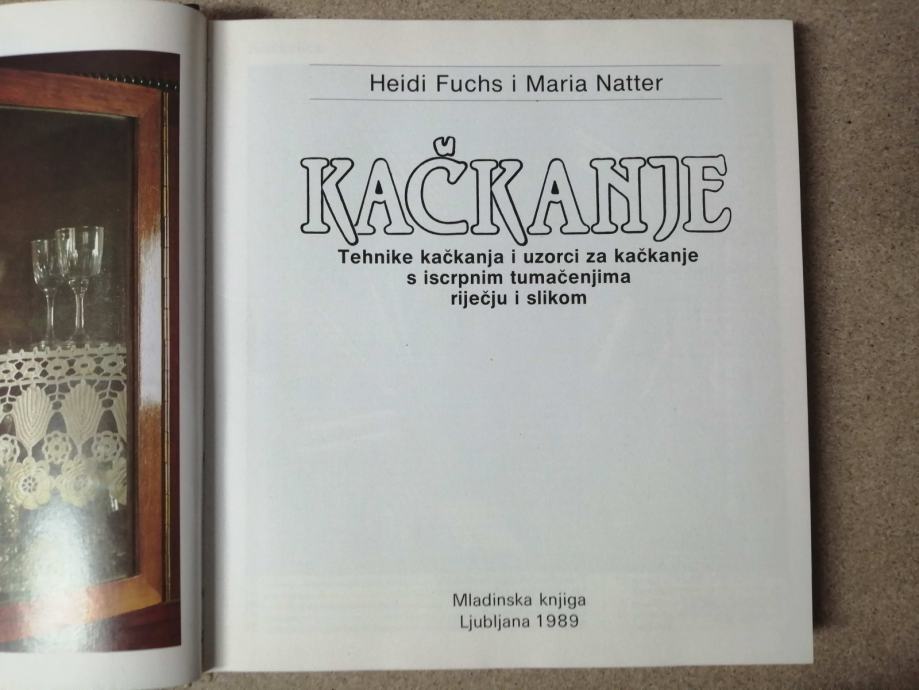 Heidi Fuchs i Maria Natter
KAČKANJE
Tehnike kačkanja i uzorci za kačkanje
s iscrpnim tumačenjima
riječju i slikom
Mladinska knjiga
Ljubljana 1989